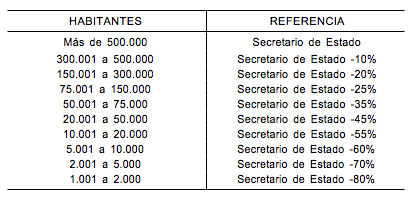 HABITANTES REFERENCIA
Más de 500.000 Secretario de Estado
300.001 a 500.000 Secretario de Estado -10%
150.001 a 300.000 Secretario de Estado -20%
75.001 a 150.000 Secretario de Estado -25%
50.001 a 75.000 Secretario de Estado -35%
20.001 a 50.000 Secretario de Estado -45%
10.001 a 20.000 Secretario de Estado -55%
5.001 a 10.000 Secretario de Estado -60%
2.001 a 5.000 Secretario de Estado -70%
1.001 a 2.000 Secretario de Estado -80%